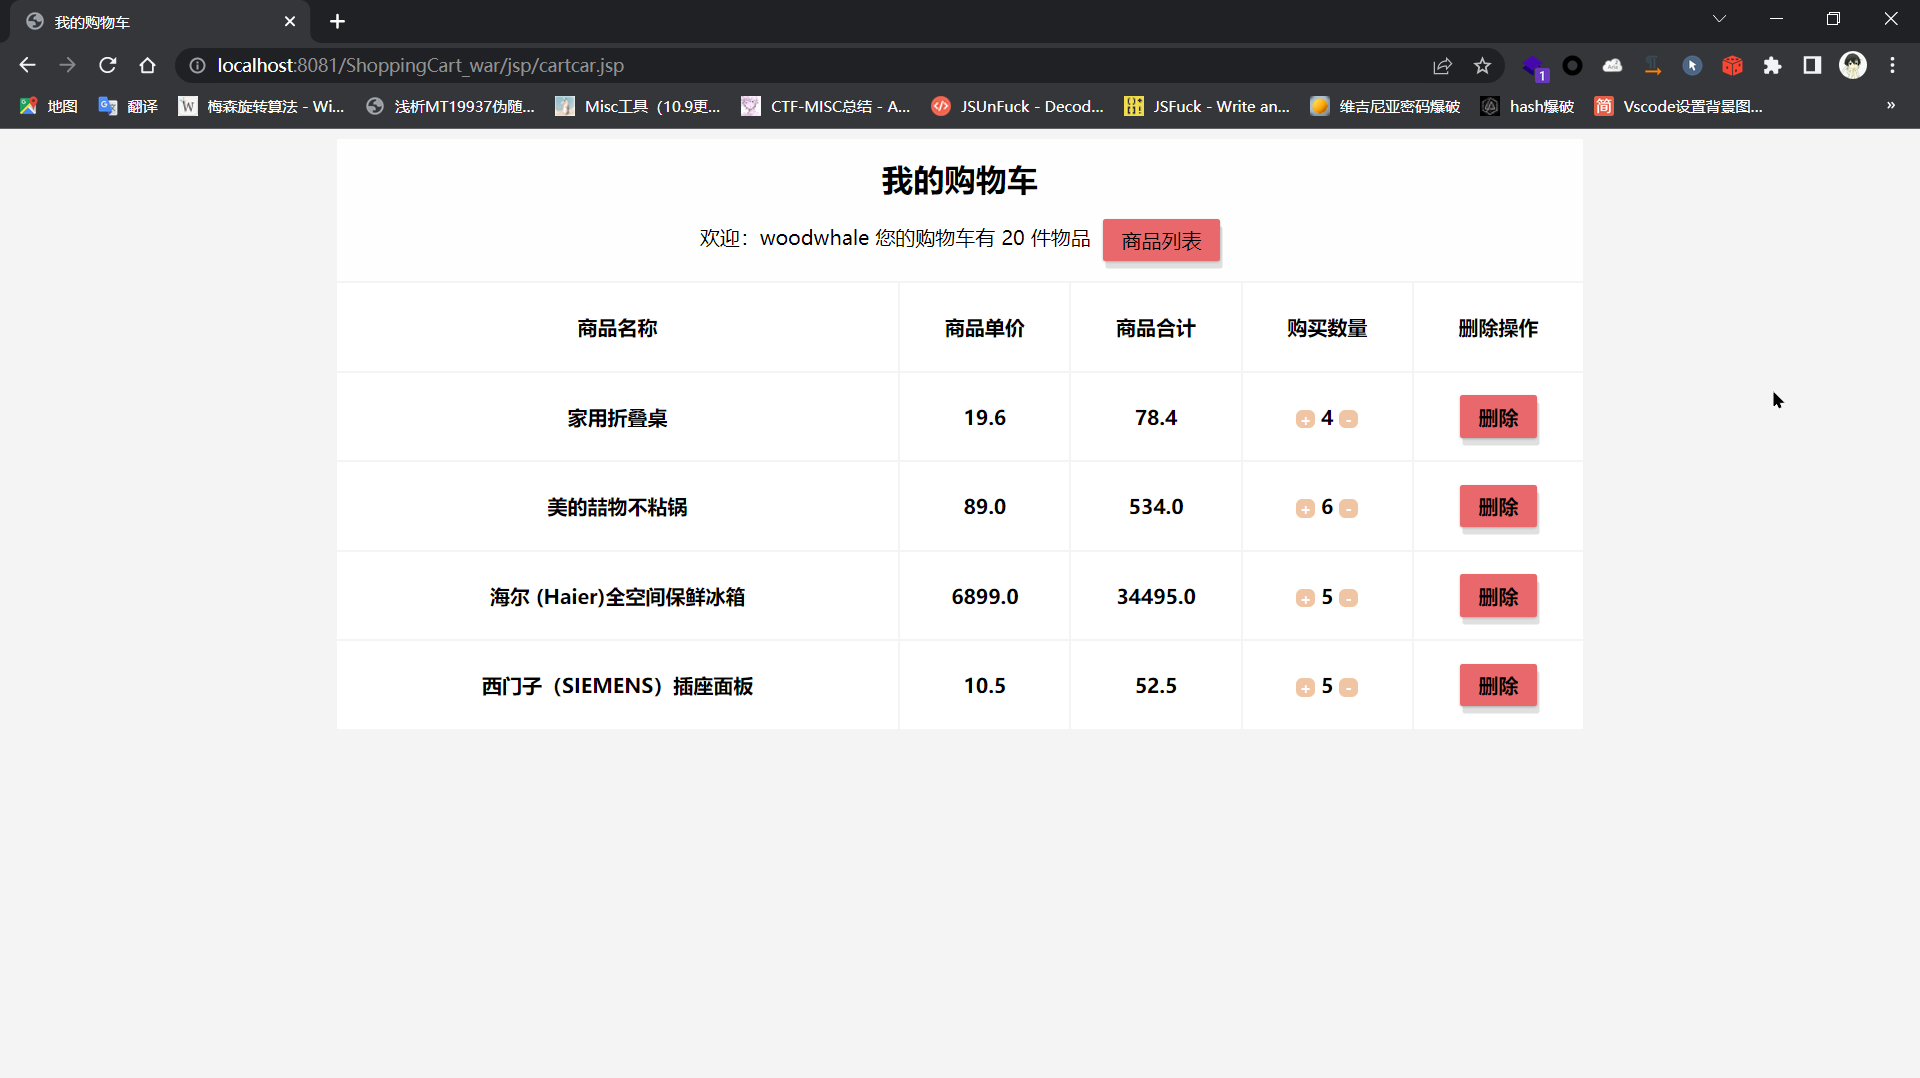 我的购物车
localhost:8081/ShoppingCart_war/jsp/cartcar.jsp
1
地图 翻译 梅森旋转算法 - Wi... 浅析MT19937伪随... Misc工具（10.9更... CTF-MISC总结 - A... JSUnFuck - Decod... JSFuck - Write an... 维吉尼亚密码爆破 hash爆破 简 Vscode设置背景图... »
我的购物车
欢迎：woodwhale 您的购物车有 20 件物品 商品列表
商品名称 商品单价 商品合计 购买数量 删除操作
家用折叠桌 19.6 78.4 + 4 - 删除
美的喆物不粘锅 89.0 534.0 + 6 - 删除
海尔 (Haier)全空间保鲜冰箱 6899.0 34495.0 + 5 - 删除
西门子（SIEMENS）插座面板 10.5 52.5 + 5 - 删除